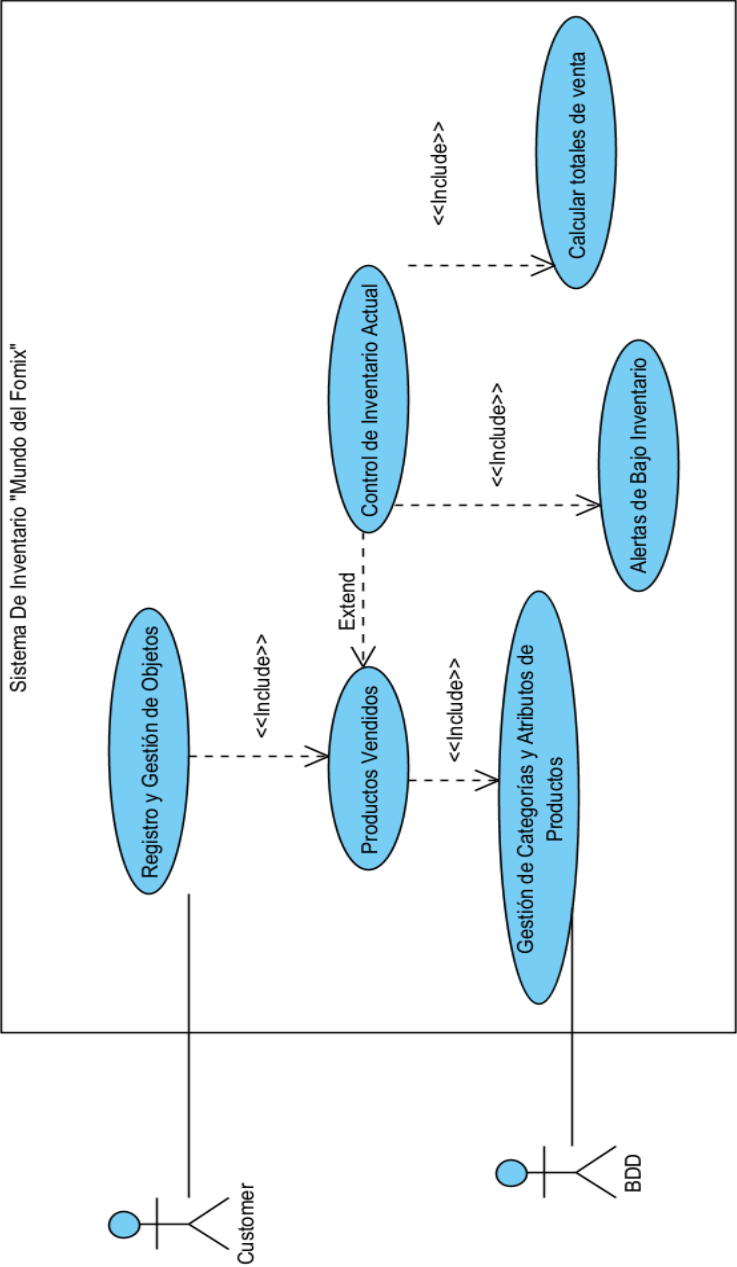 Sistema De Inventario "Mundo del Fomix"
Registro y Gestión de Objetos
<<Include>>
Customer
Productos Vendidos
Extend
Control de Inventario Actual
<<Include>>
<<Include>>
<<Include>>
Calcular totales de venta
Gestión de Categorías y Atributos de
Productos
Alertas de Bajo Inventario
BDD